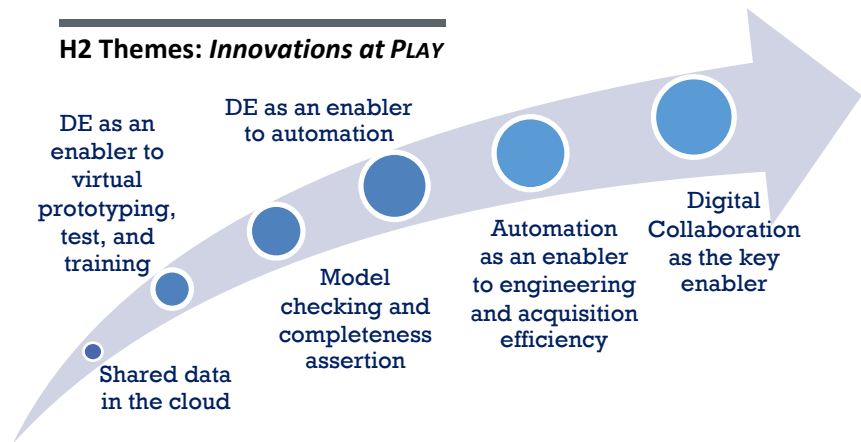 H2 Themes: Innovations at PLAY
DE as an
enabler to
virtual
prototyping,
test, and
training
DE as an enabler
to automation
Shared data
in the cloud
Model
checking and
completeness
assertion
Automation
as an enabler
to engineering
and acquisition
efficiency
Digital
Collaboration
as the key
enabler